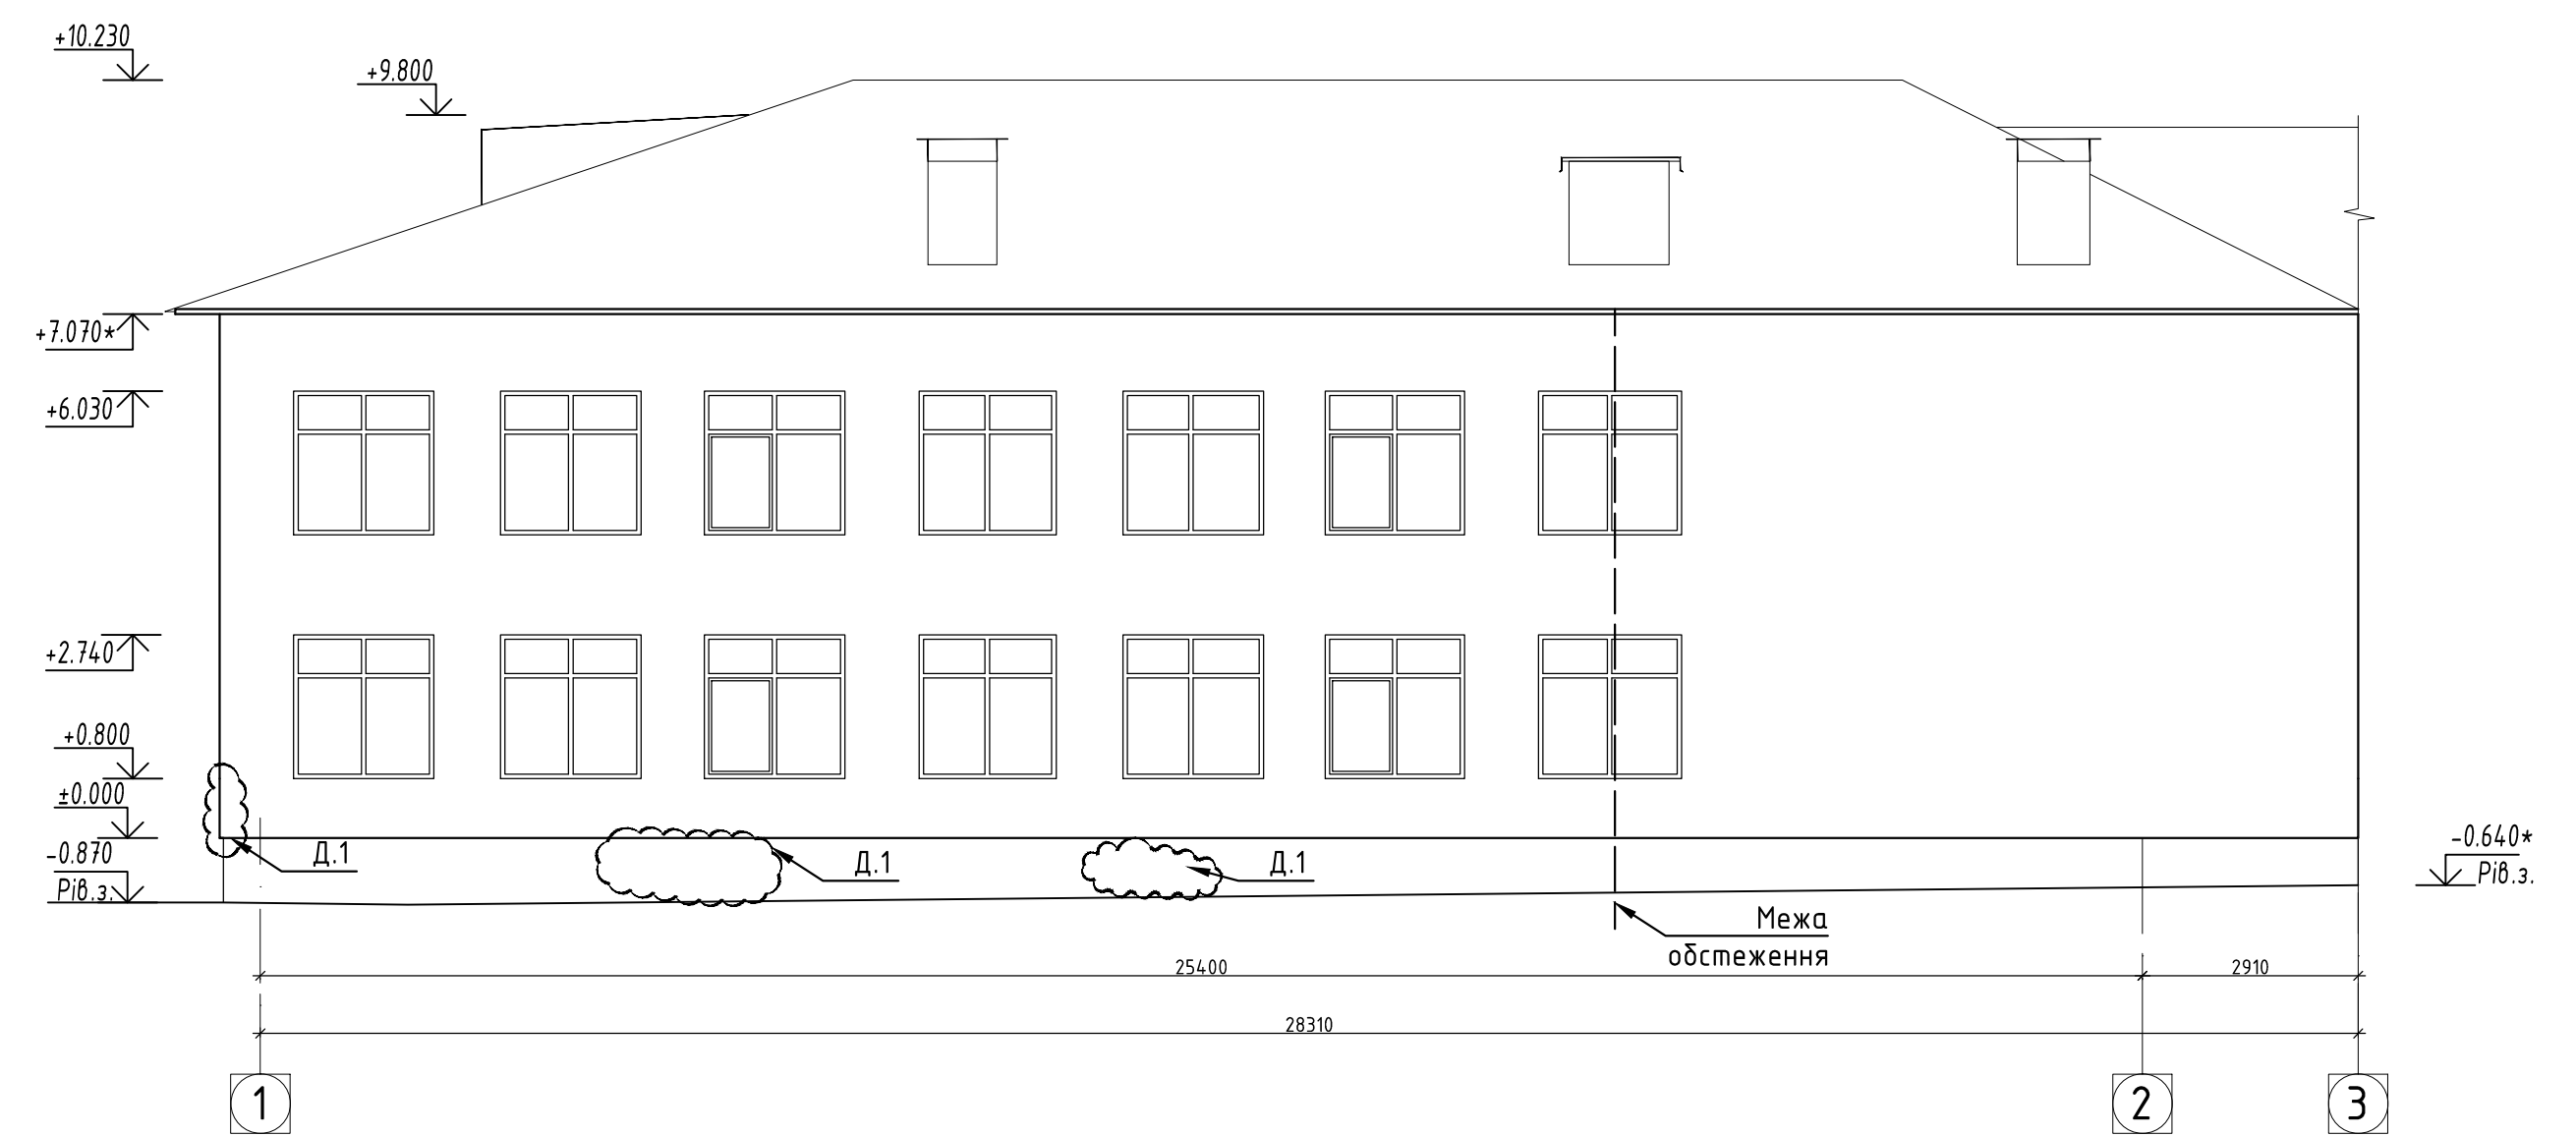 +10.230
+9.800
+7.070*
+6.030
+2.740
+0.800
±0.000
-0.870
Рів.з.
Д.1
Д.1
Д.1
-0.640*
Рів.з.
Межа
обстеження
25400
2910
28310
1
2
3